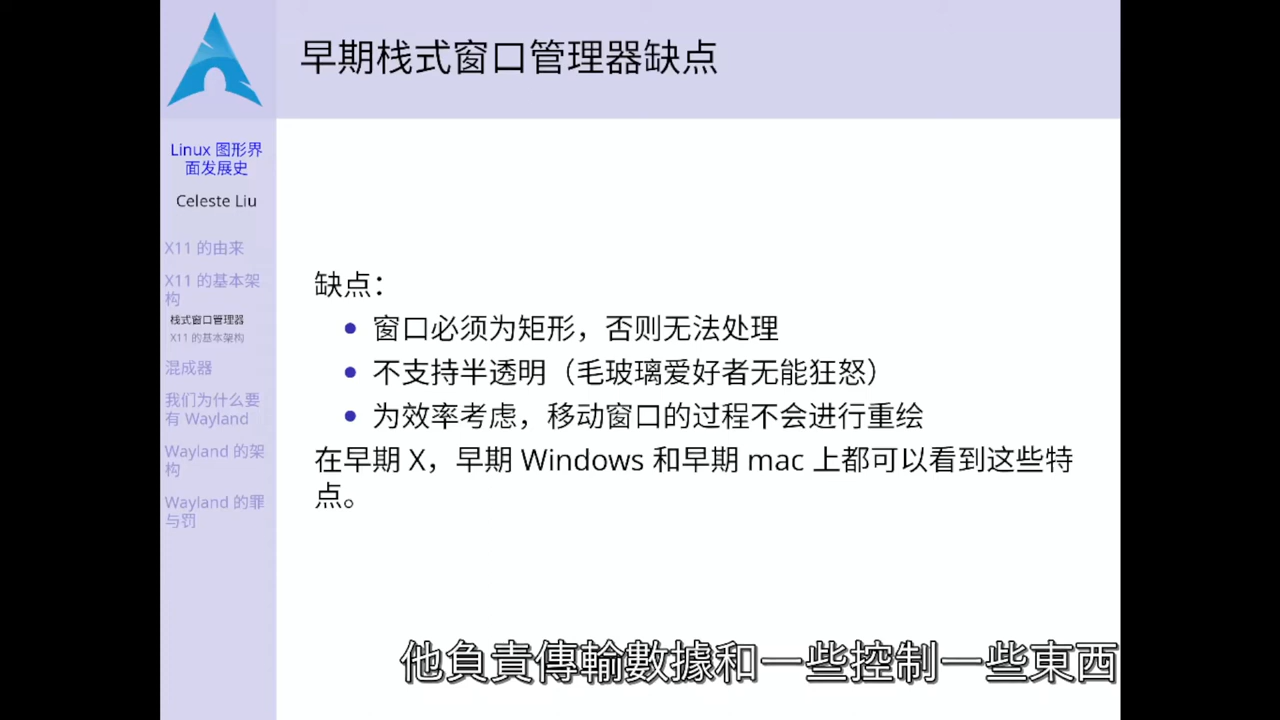 早期栈式窗口管理器缺点
Linux 图形界
面发展史
Celeste Liu
X11 的由来
X11 的基本架
构
栈式窗口管理器
X11 的基本架构
混成器
我们为什么要
有 Wayland
Wayland 的架
构
Wayland 的罪
与罚
缺点：
• 窗口必须为矩形，否则无法处理
• 不支持半透明（毛玻璃爱好者无能狂怒）
• 为效率考虑，移动窗口的过程不会进行重绘
在早期 X，早期 Windows 和早期 mac 上都可以看到这些特
点。
他負責傳輸數據和一些控制一些東西